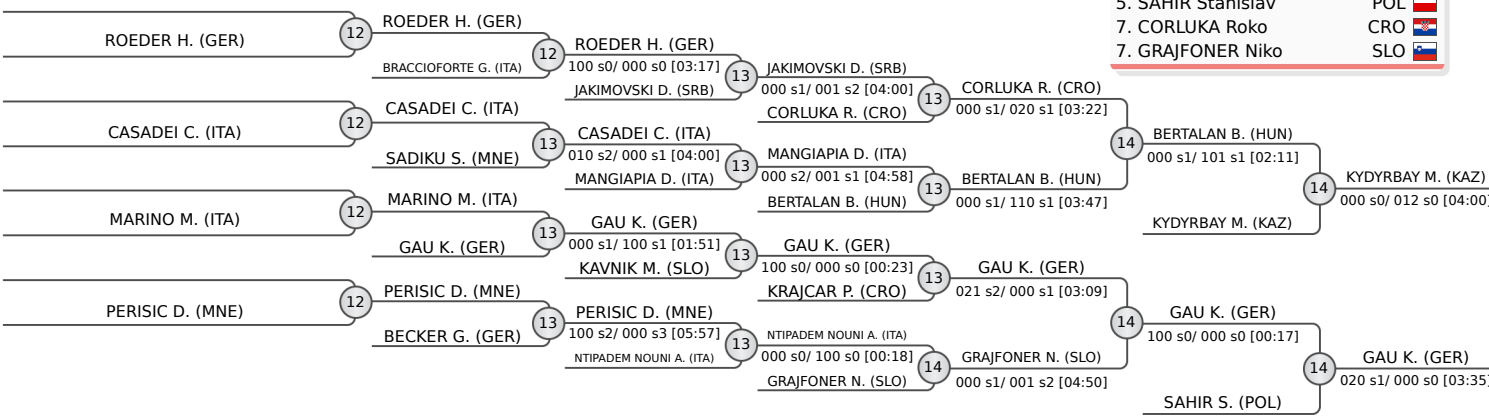 5. SAHIR Stanislav POL
7. CORLUKA Roko CRO
7. GRAJFONER Niko SLO
ROEDER H. (GER)
12
ROEDER H. (GER)
BRACCIOFORTE G. (ITA)
12
ROEDER H. (GER)
100 s0/ 000 s0 [03:17]
JAKIMOVSKI D. (SRB)
13
JAKIMOVSKI D. (SRB)
000 s1/ 001 s2 [04:00]
CORLUKA R. (CRO)
13
CORLUKA R. (CRO)
000 s1/ 020 s1 [03:22]
CASADEI C. (ITA)
12
CASADEI C. (ITA)
SADIKU S. (MNE)
13
CASADEI C. (ITA)
010 s2/ 000 s1 [04:00]
MANGIAPIA D. (ITA)
13
MANGIAPIA D. (ITA)
000 s2/ 001 s1 [04:58]
BERTALAN B. (HUN)
13
BERTALAN B. (HUN)
000 s1/ 110 s1 [03:47]
14
BERTALAN B. (HUN)
000 s1/ 101 s1 [02:11]
KYDYRBAY M. (KAZ)
14
KYDYRBAY M. (KAZ)
000 s0/ 012 s0 [04:00]
MARINO M. (ITA)
12
MARINO M. (ITA)
GAU K. (GER)
13
GAU K. (GER)
000 s1/ 100 s1 [01:51]
KAVNIK M. (SLO)
13
GAU K. (GER)
100 s0/ 000 s0 [00:23]
KRAJCAR P. (CRO)
13
GAU K. (GER)
021 s2/ 000 s1 [03:09]
PERISIC D. (MNE)
12
PERISIC D. (MNE)
BECKER G. (GER)
13
PERISIC D. (MNE)
100 s2/ 000 s3 [05:57]
NTIPADEM NOUNI A. (ITA)
13
NTIPADEM NOUNI A. (ITA)
000 s0/ 100 s0 [00:18]
GRAJFONER N. (SLO)
14
GRAJFONER N. (SLO)
000 s1/ 001 s2 [04:50]
14
GAU K. (GER)
100 s0/ 000 s0 [00:17]
SAHIR S. (POL)
14
GAU K. (GER)
020 s1/ 000 s0 [03:35]